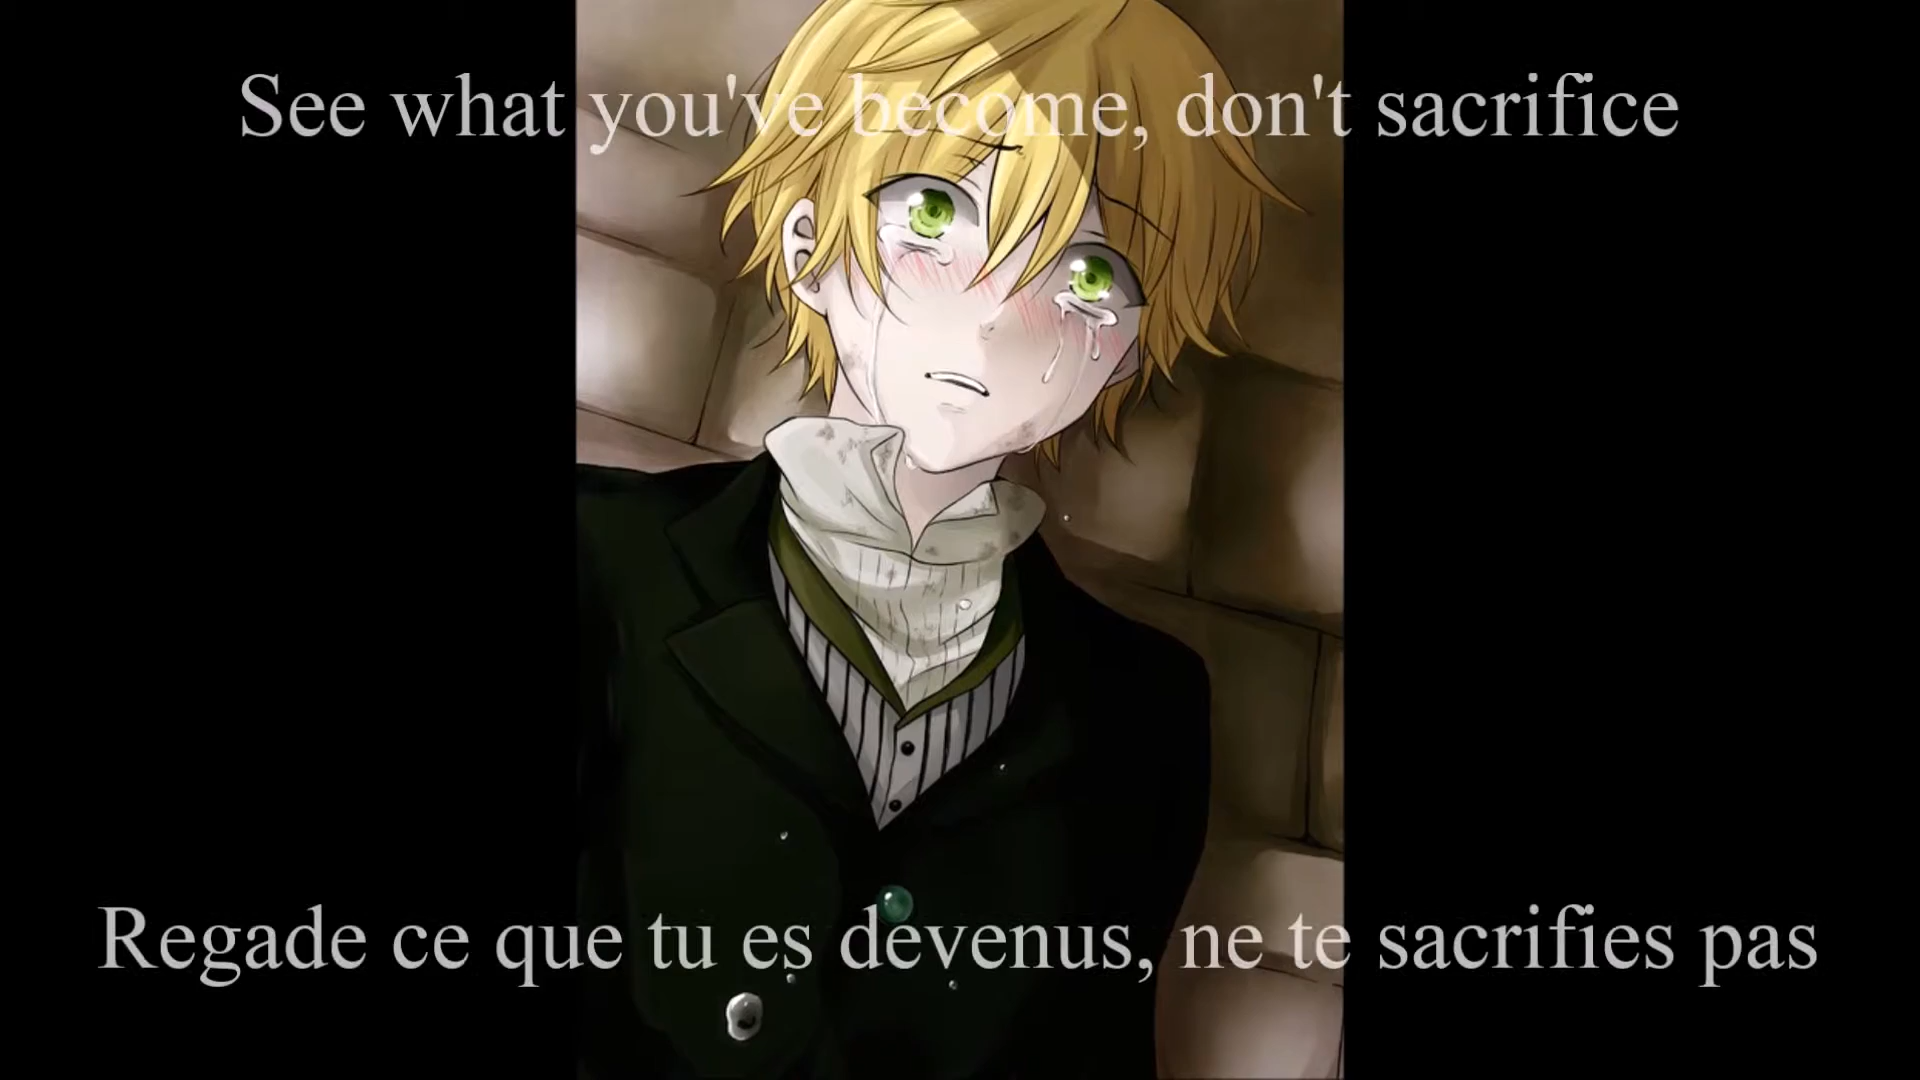 See what you've become, don't sacrifice
Regade ce que tu es devenus, ne te sacrifies pas